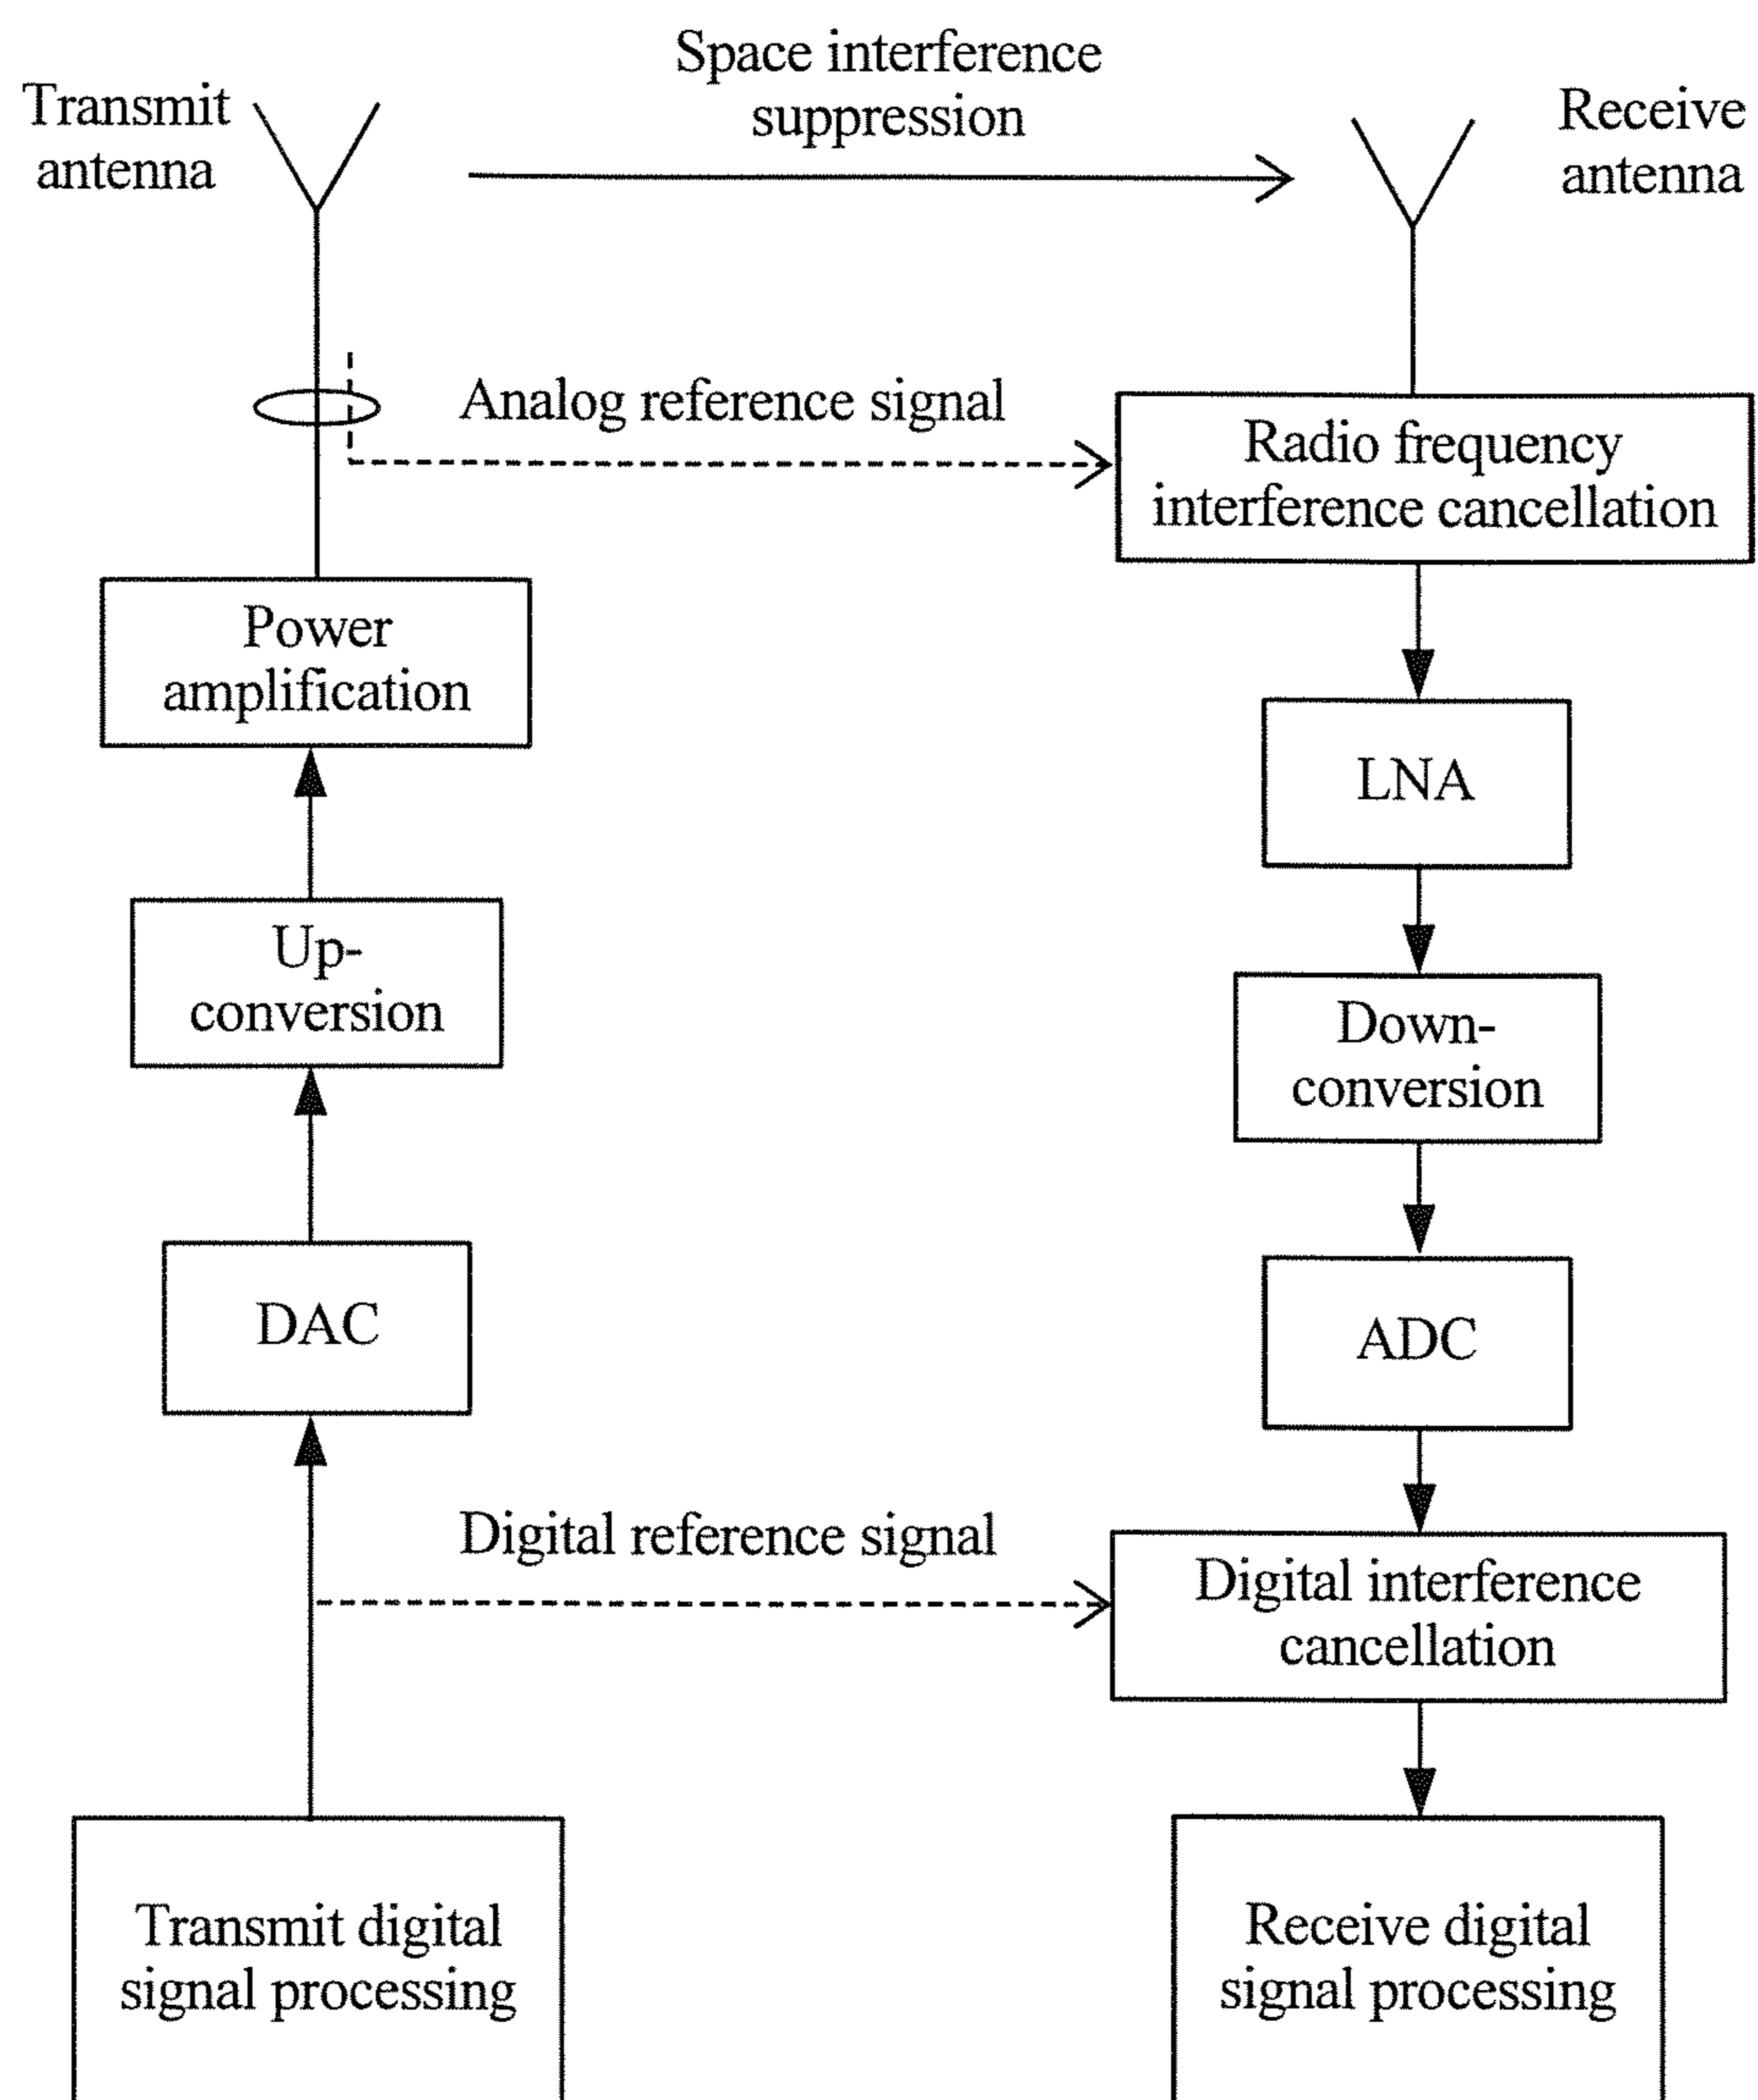 Space interference
suppression
Transmit
antenna
Receive
antenna
Analog reference signal
Radio frequency
interference cancellation
Power
amplification
LNA
Up-
conversion
Down-
conversion
DAC
ADC
Digital reference signal
Digital interference
cancellation
Transmit digital
signal processing
Receive digital
signal processing